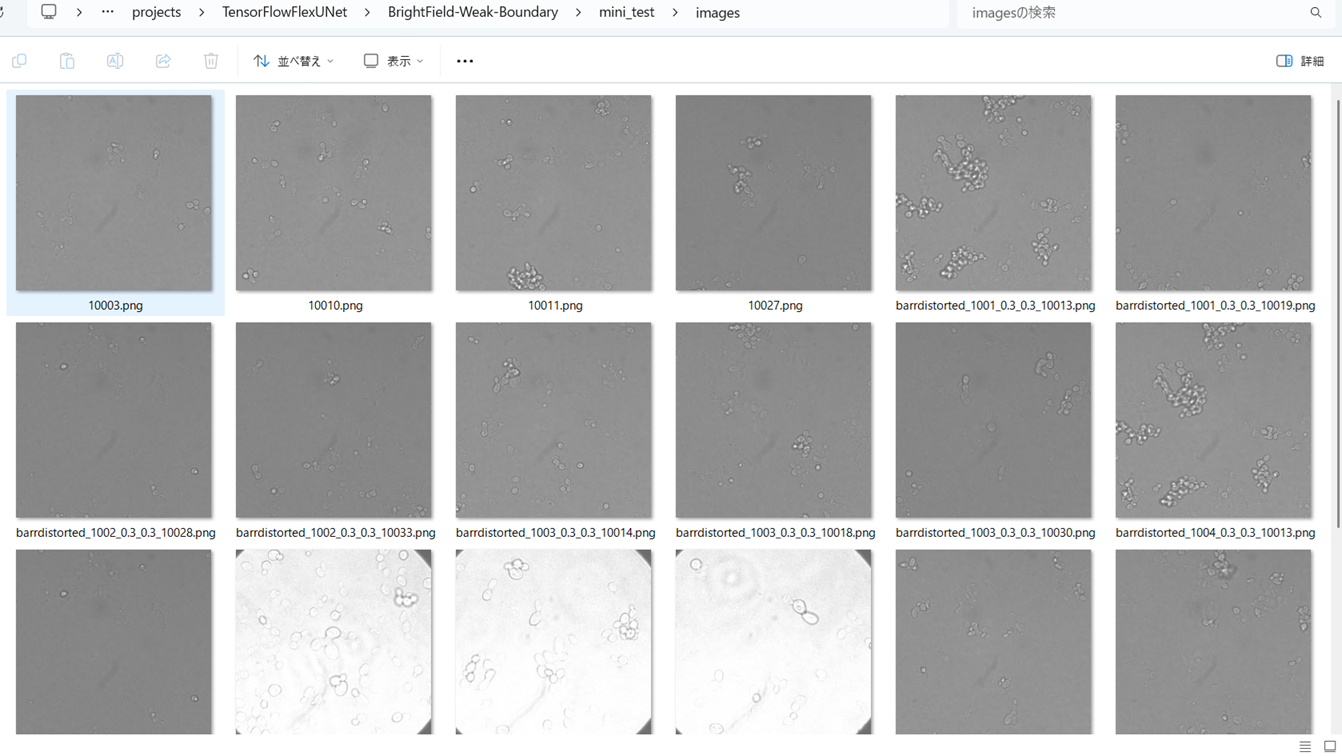 projects > TensorFlowFlexUNet > BrightField-Weak-Boundary > mini_test > images
imagesの検索
並べ替え
表示
詳細
10003.png
10010.png
10011.png
10027.png
barrdistorted_1001_0.3_0.3_10013.png
barrdistorted_1001_0.3_0.3_10019.png
barrdistorted_1002_0.3_0.3_10028.png
barrdistorted_1002_0.3_0.3_10033.png
barrdistorted_1003_0.3_0.3_10014.png
barrdistorted_1003_0.3_0.3_10018.png
barrdistorted_1003_0.3_0.3_10030.png
barrdistorted_1004_0.3_0.3_10013.png